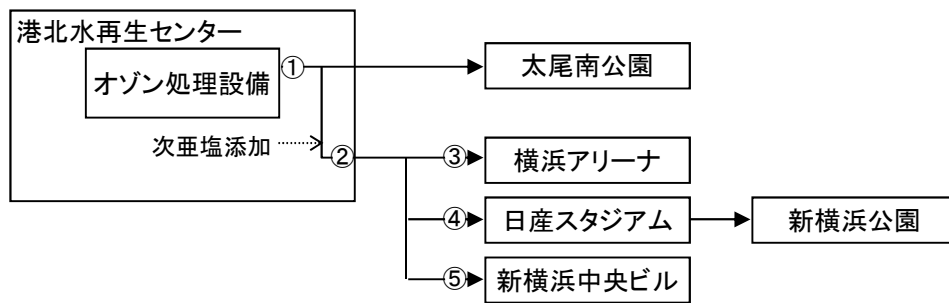 港北水再生センター
オゾン処理設備
①
太尾南公園
次亜塩添加
②
③
横浜アリーナ
④
日産スタジアム
新横浜公園
⑤
新横浜中央ビル